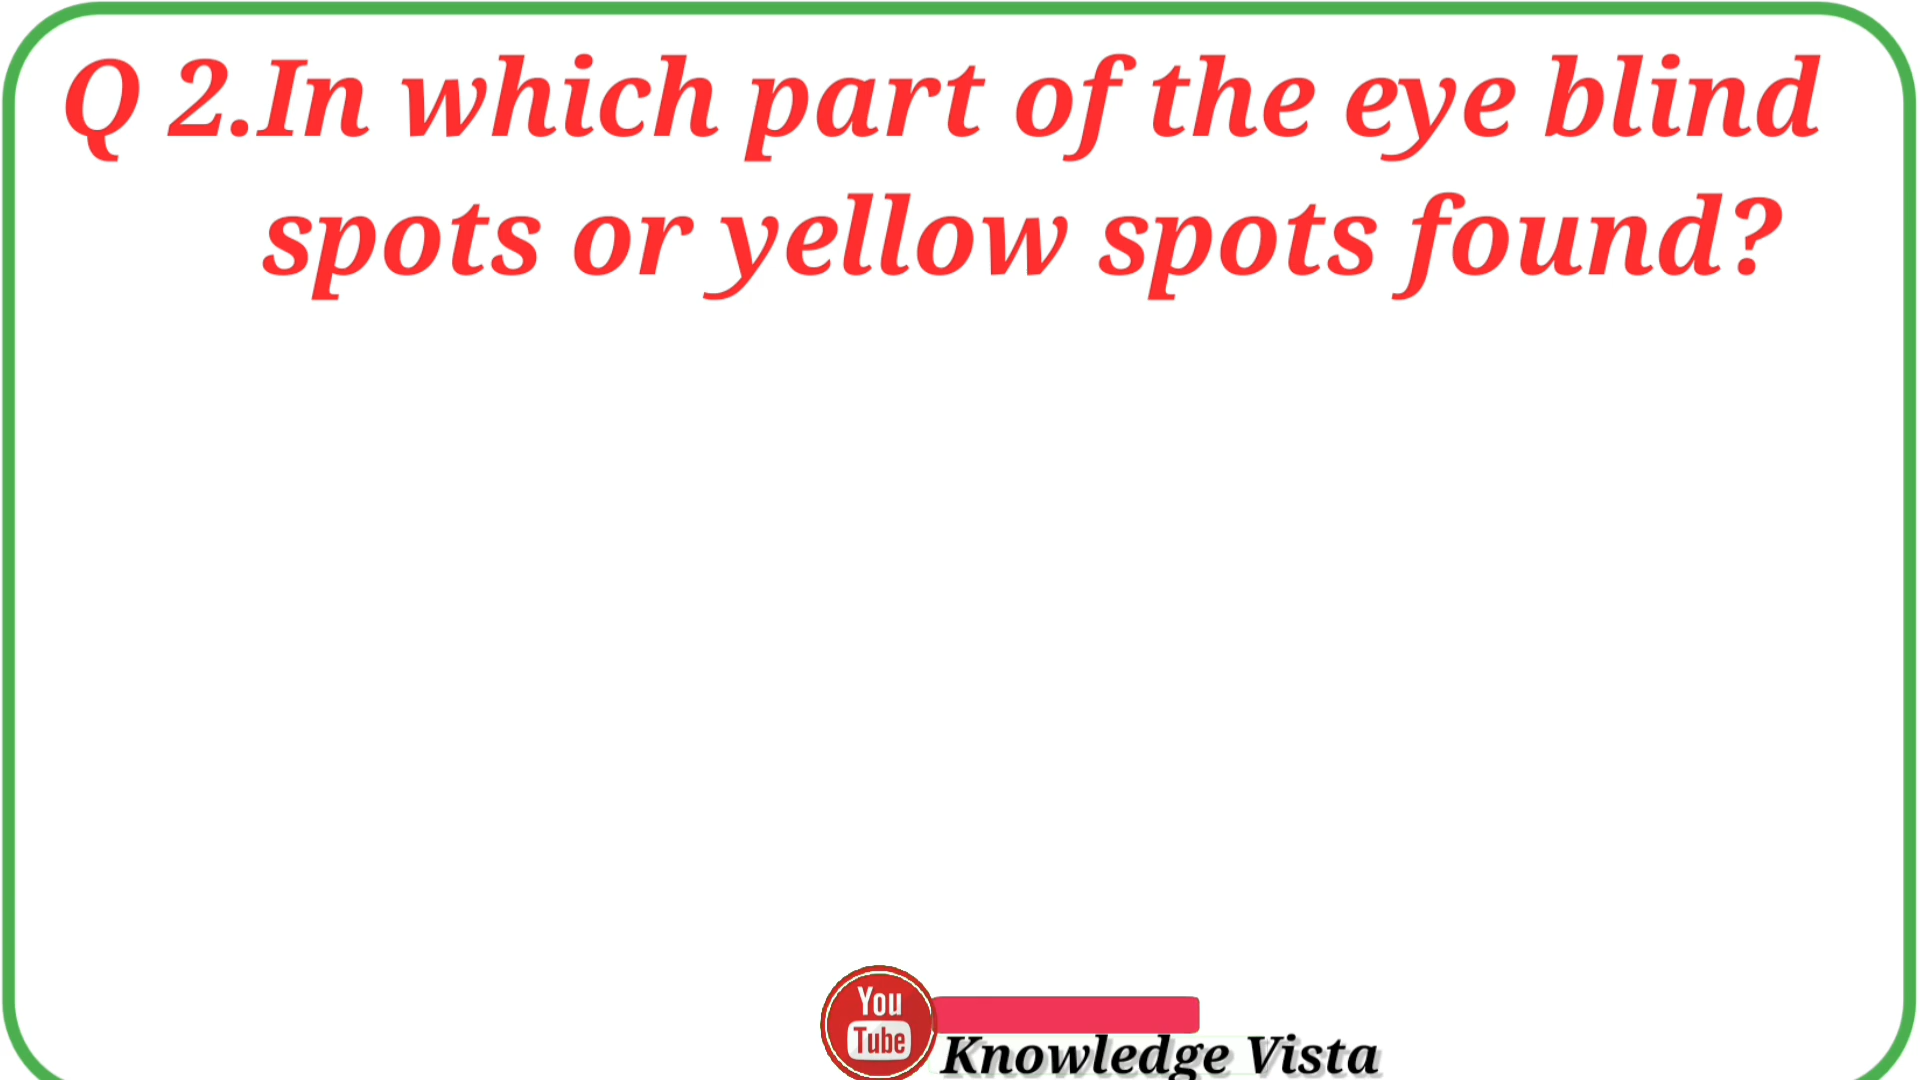 Q 2.In which part of the eye blind
spots or yellow spots found?
You
Tube
Knowledge Vista